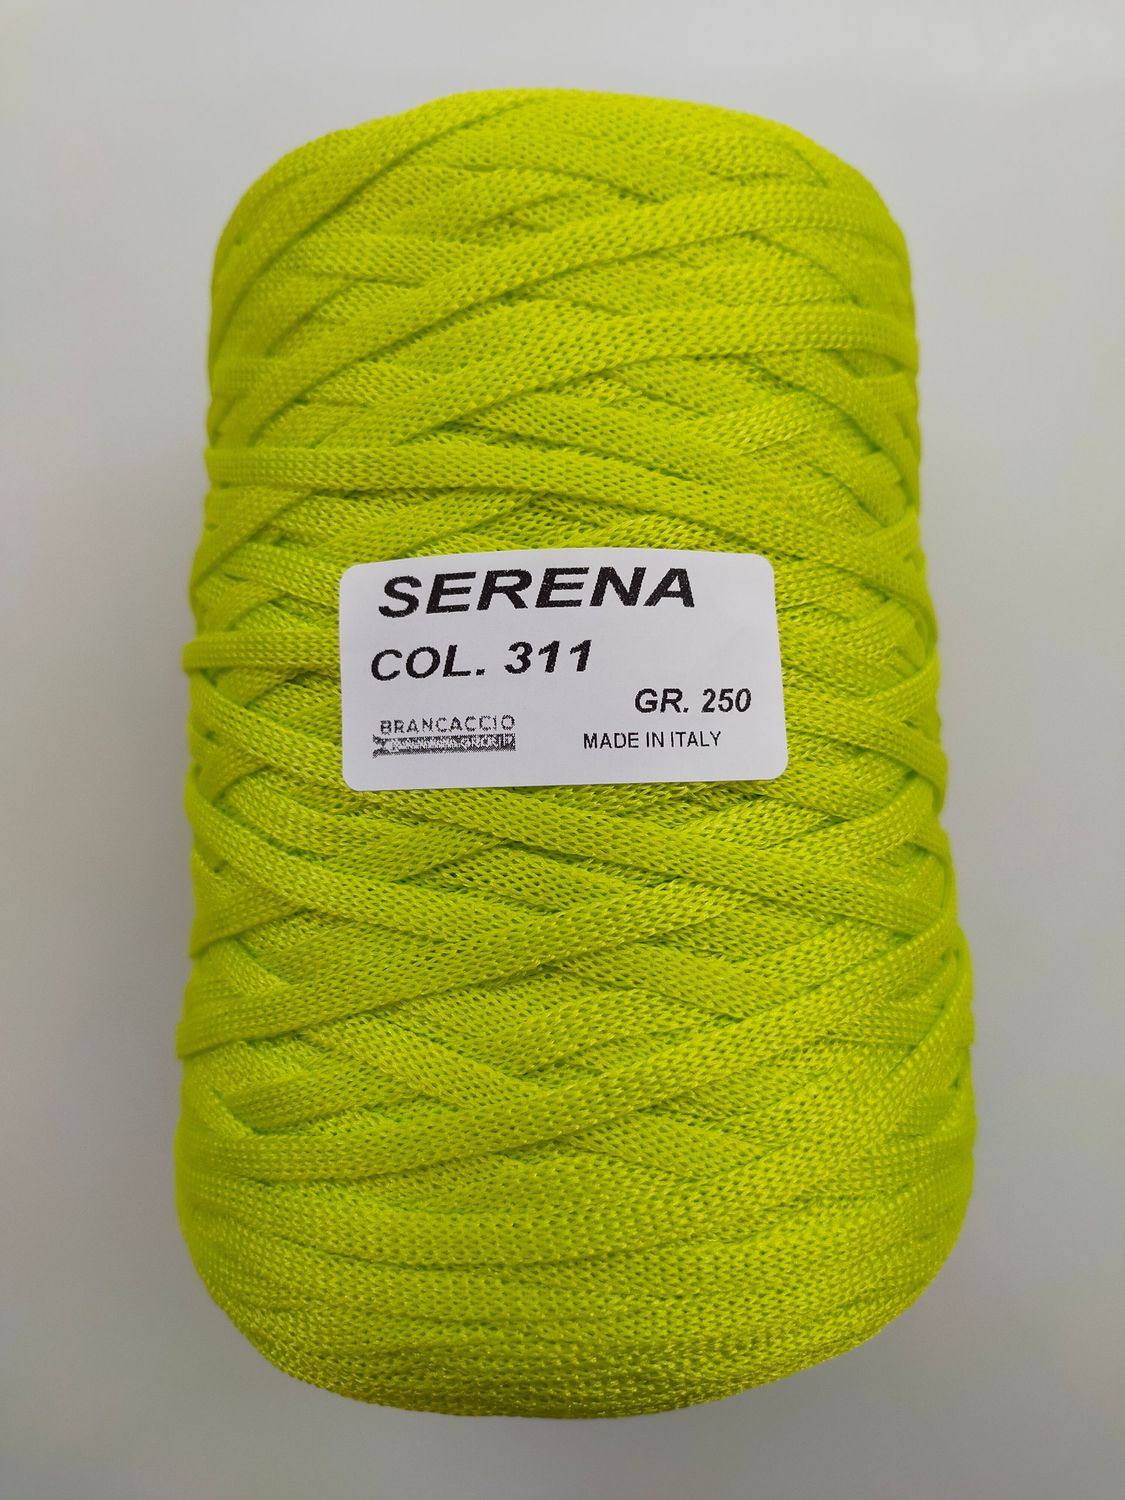 SERENA
COL. 311
GR. 250
BRANCACCIO
MADE IN ITALY